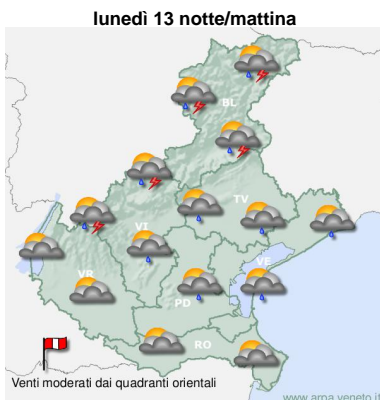 lunedì 13 notte/mattina
BL
TV
VI
VE
VR
PD
RO
Venti moderati dai quadranti orientali
www.arpa.veneto.it